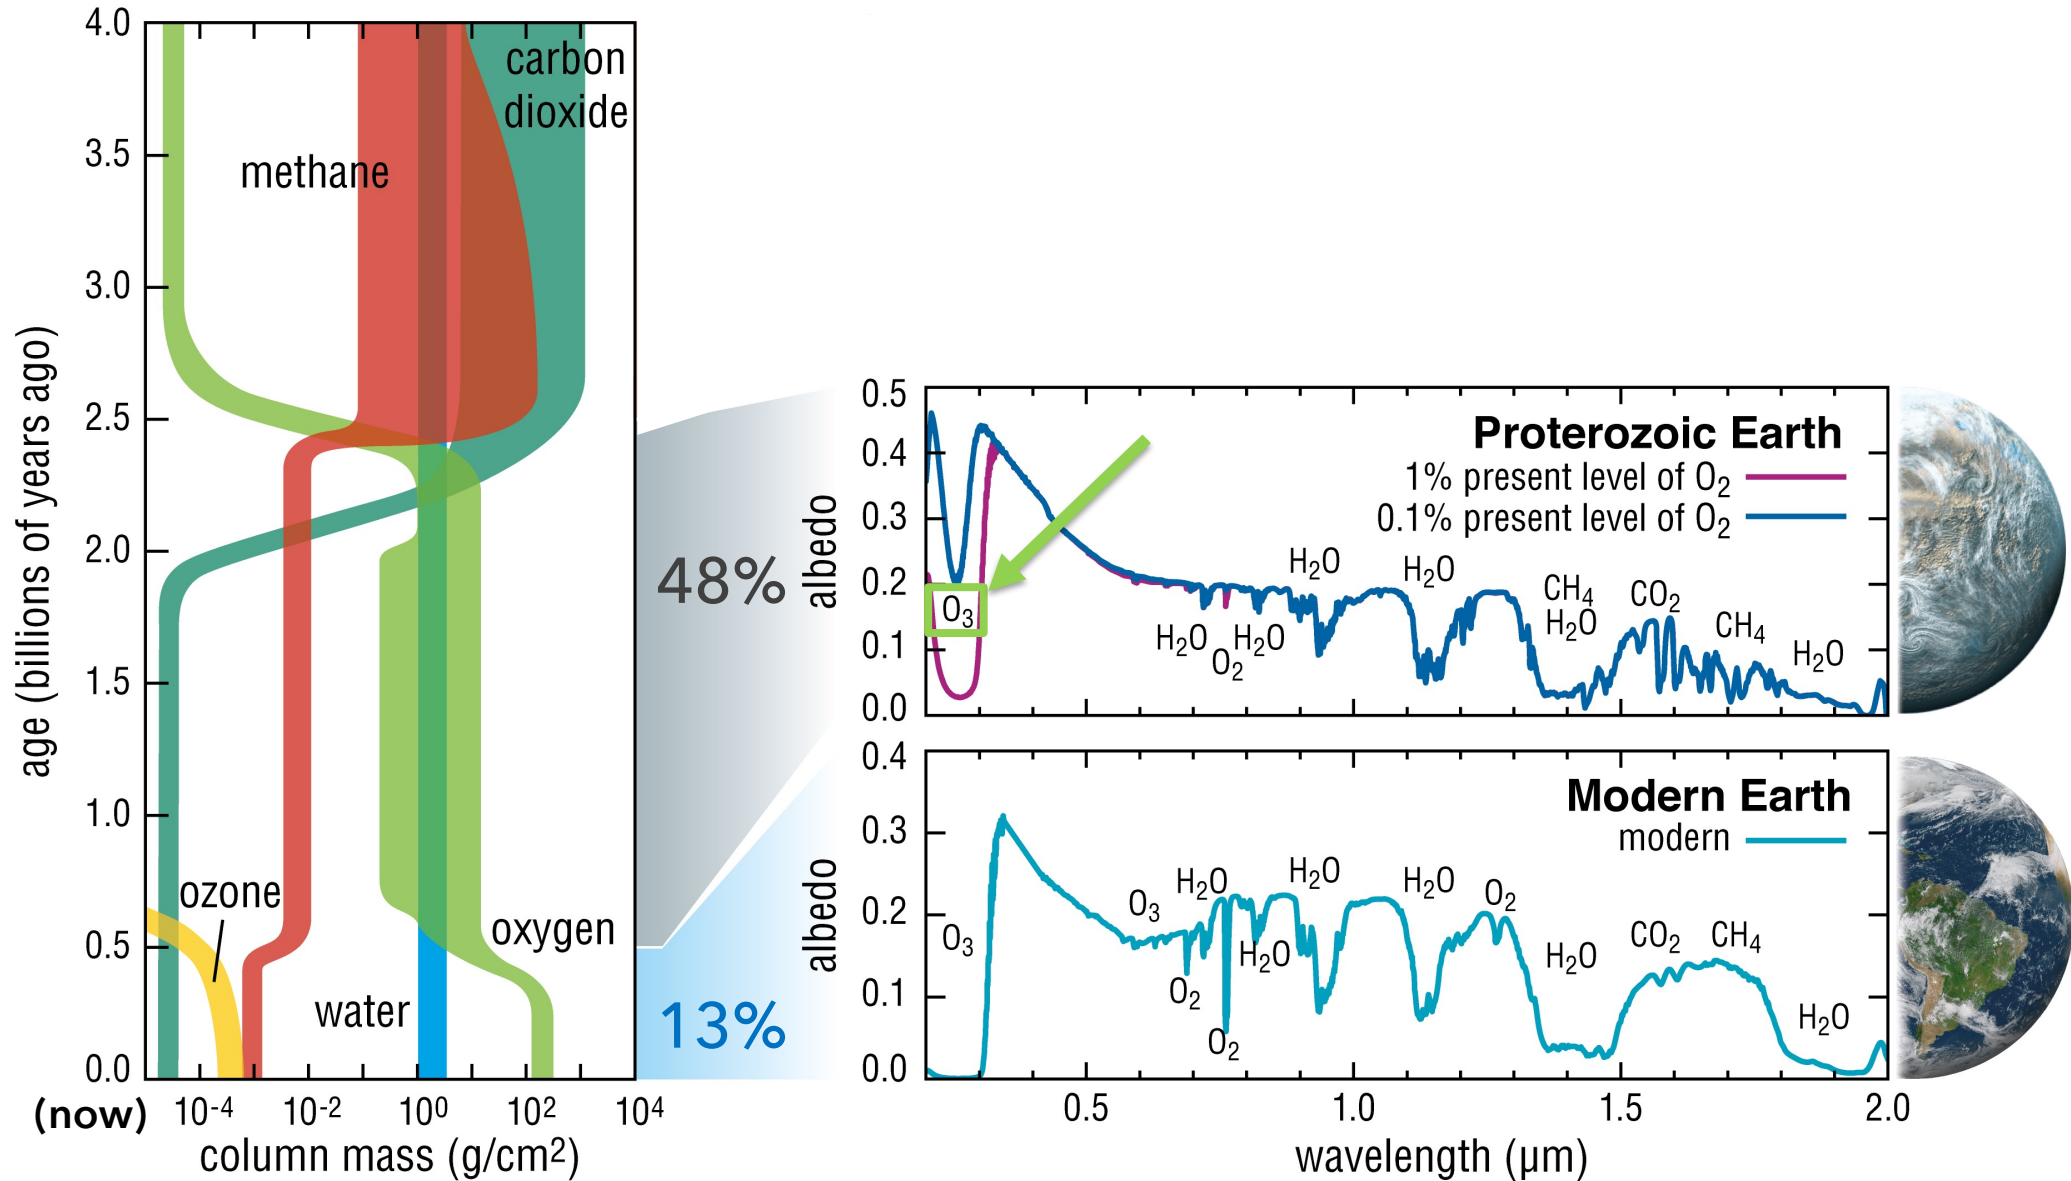 4.0
3.5
3.0
2.5
2.0
1.5
1.0
0.5
0.0
(now)
age (billions of years ago)
10-4
10-2
100
102
104
column mass (g/cm2)
carbon
dioxide
methane
ozone
oxygen
water
48%
13%
albedo
0.5
0.4
0.3
0.2
0.1
0.0
Proterozoic Earth
1% present level of O2
0.1% present level of O2
O3
H2O
O2
H2O
H2O
H2O
CH4
H2O
CO2
CH4
H2O
albedo
0.4
0.3
0.2
0.1
0.0
Modern Earth
modern
O3
O3
H2O
O2
O2
H2O
H2O
H2O
O2
H2O
CO2
CH4
H2O
0.5
1.0
1.5
2.0
wavelength (μm)